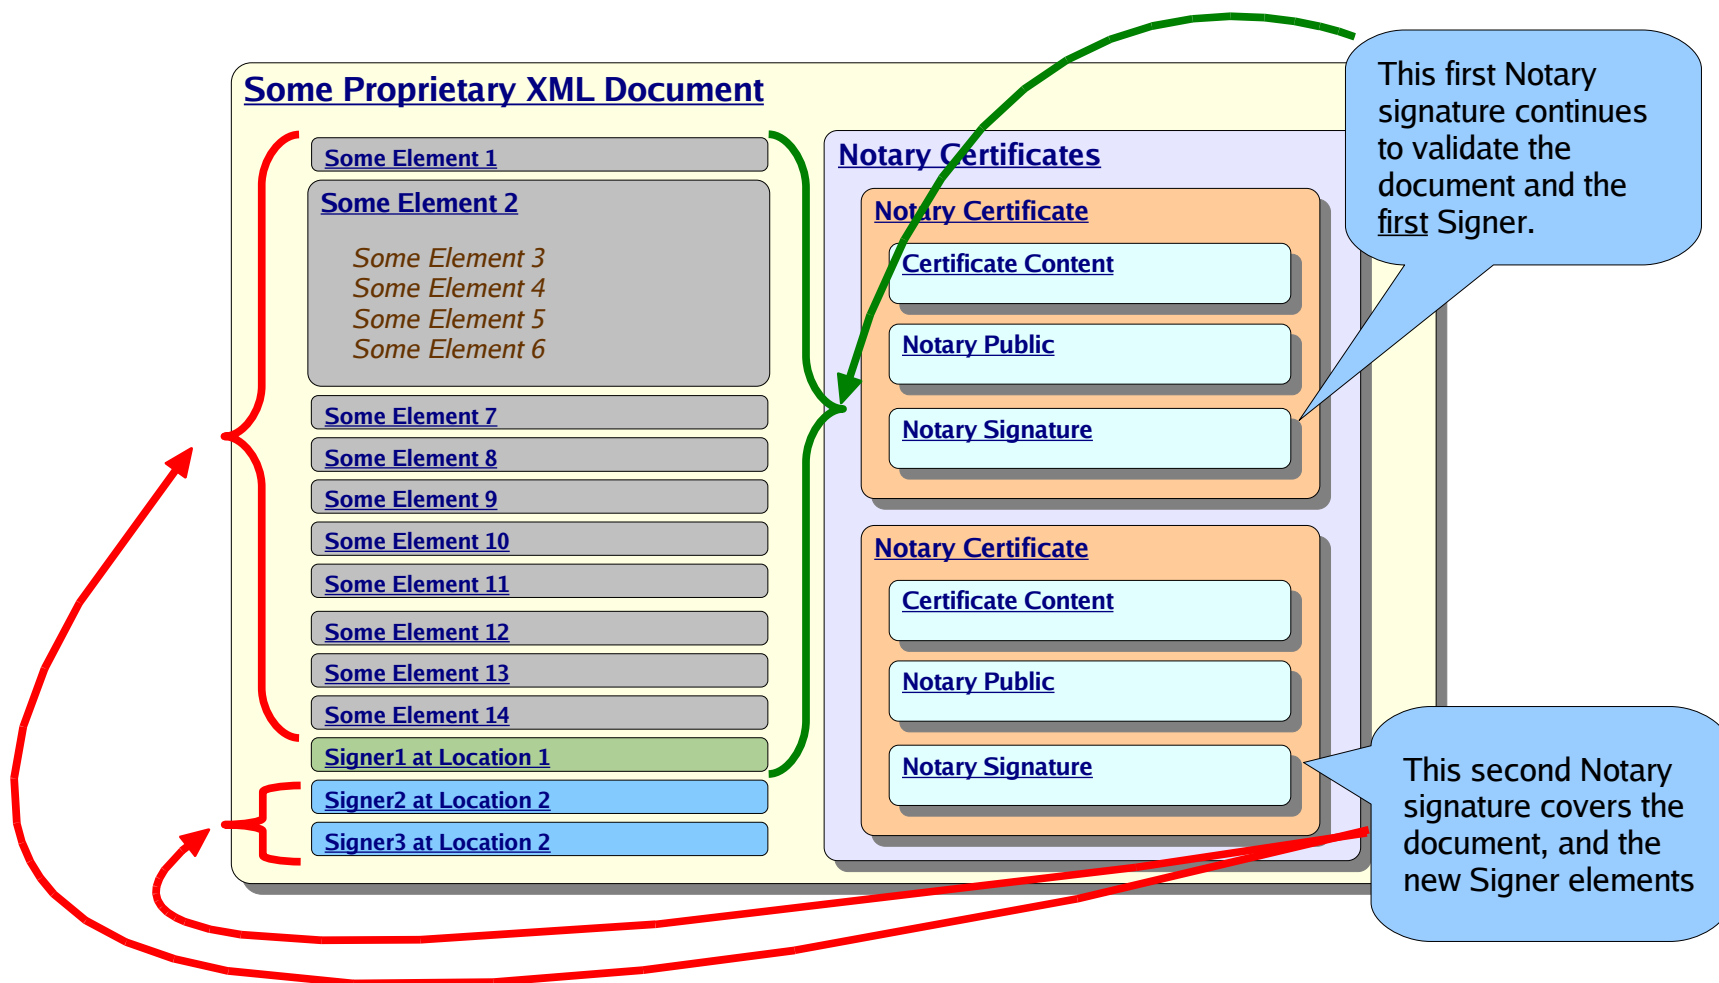 Some Proprietary XML Document
Some Element 1
Some Element 2
Some Element 3
Some Element 4
Some Element 5
Some Element 6
Some Element 7
Some Element 8
Some Element 9
Some Element 10
Some Element 11
Some Element 12
Some Element 13
Some Element 14
Signer1 at Location 1
Signer2 at Location 2
Signer3 at Location 2
Notary Certificates
Notary Certificate
Certificate Content
Notary Public
Notary Signature
Notary Certificate
Certificate Content
Notary Public
Notary Signature
This first Notary
signature continues
to validate the
document and the
first Signer.
This second Notary
signature covers the
document, and the
new Signer elements